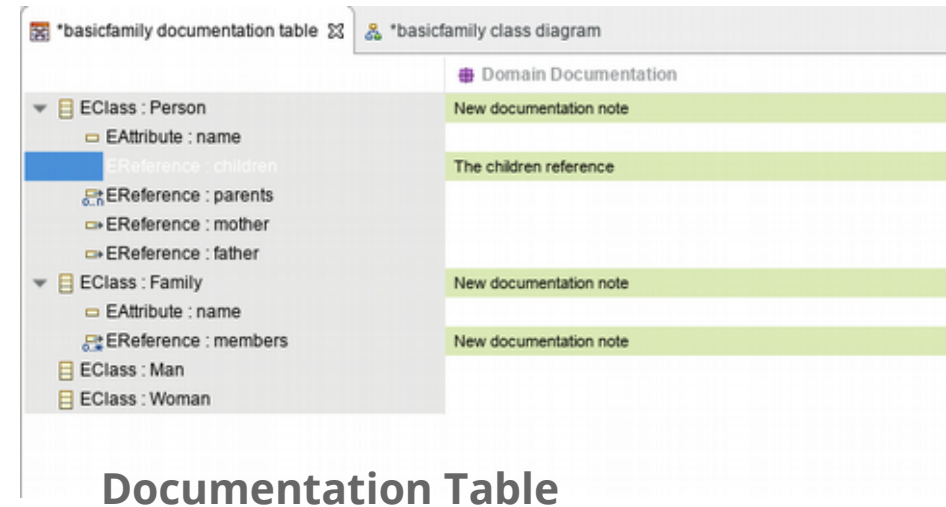 *basicfamily documentation table *basicfamily class diagram
Domain Documentation
EClass : Person New documentation note
EAttribute : name
EReference : children The children reference
EReference : parents
EReference : mother
EReference : father
EClass : Family New documentation note
EAttribute : name
EReference : members New documentation note
EClass : Man
EClass : Woman
Documentation Table